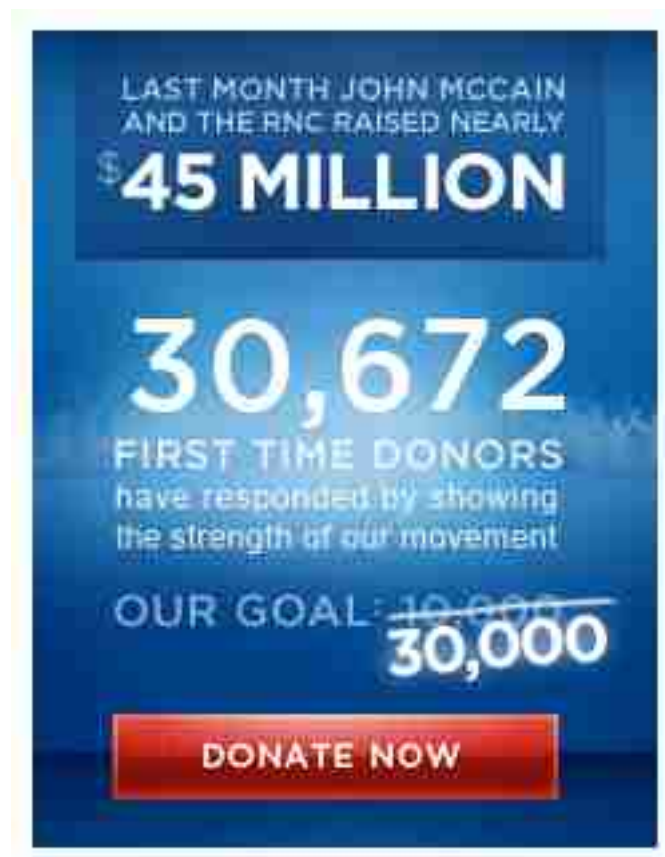 LAST MONTH JOHN MCCAIN
AND THE RNC RAISED NEARLY
$45 MILLION
30,672
FIRST TIME DONORS
have responded by showing
the strength of our movement
OUR GOAL: 10,000
30,000
DONATE NOW